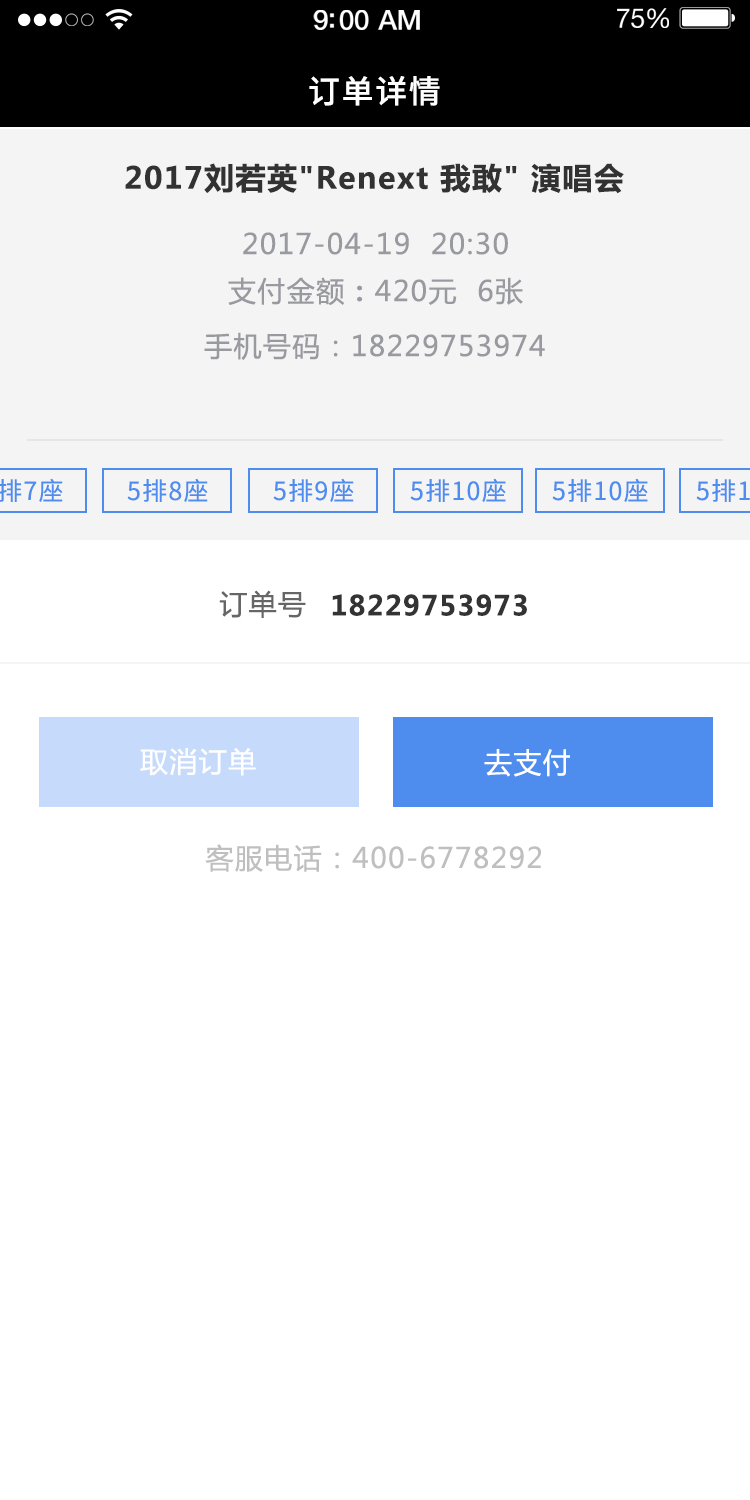 9:00 AM 75%
订单详情
2017刘若英"Renext 我敢" 演唱会
2017-04-19 20:30
支付金额：420元 6张
手机号码：18229753974
排7座 5排8座 5排9座 5排10座 5排10座 5排1
订单号 18229753973
取消订单 去支付
客服电话：400-6778292